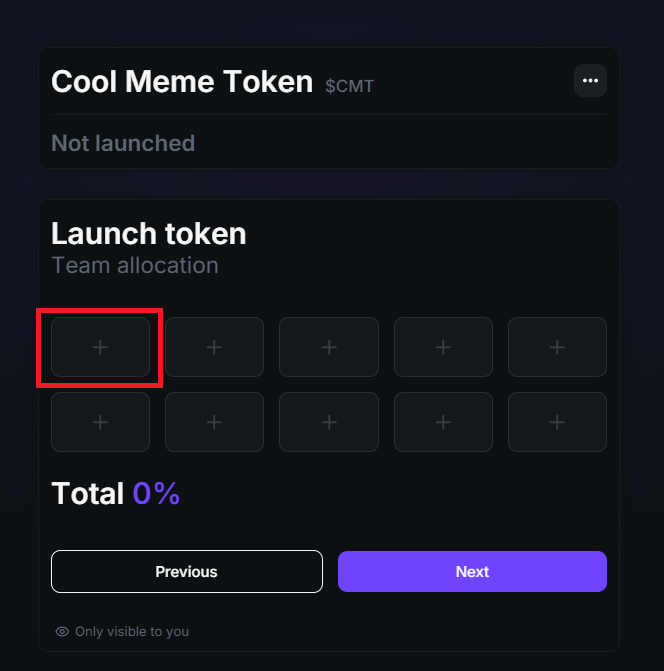 Cool Meme Token $CMT
Not launched
Launch token
Team allocation
Total 0%
Previous Next
Only visible to you